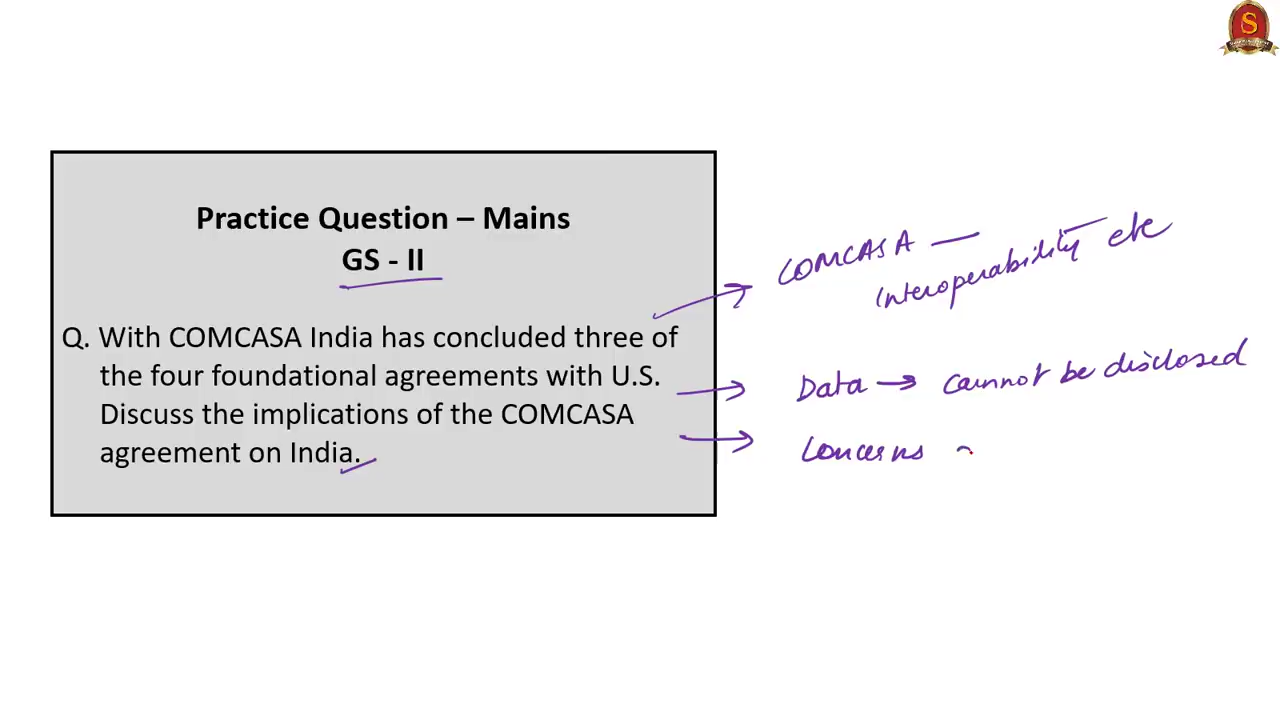 Practice Question – Mains
GS - II
Q. With COMCASA India has concluded three of
the four foundational agreements with U.S.
Discuss the implications of the COMCASA
agreement on India.
COMCASA —
Interoperability etc
Data → cannot be disclosed
Concerns
S